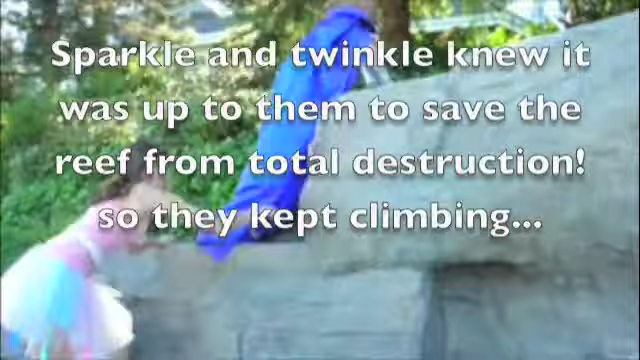 Sparkle and twinkle knew it
was up to them to save the
reef from total destruction!
so they kept climbing...